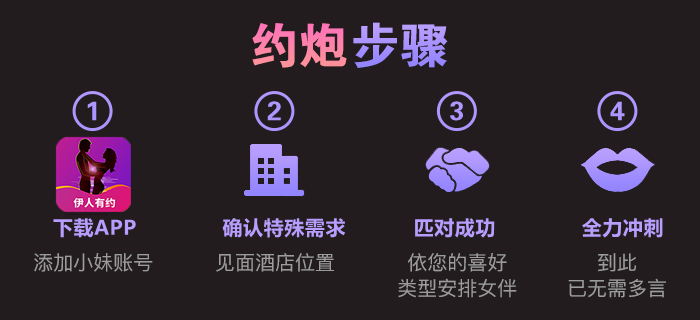 约炮步骤
1 2 3 4
伊人有约
下载APP 确认特殊需求 匹对成功 全力冲刺
添加小妹账号 见面酒店位置 依您的喜好 到此
类型安排女伴 已无需多言